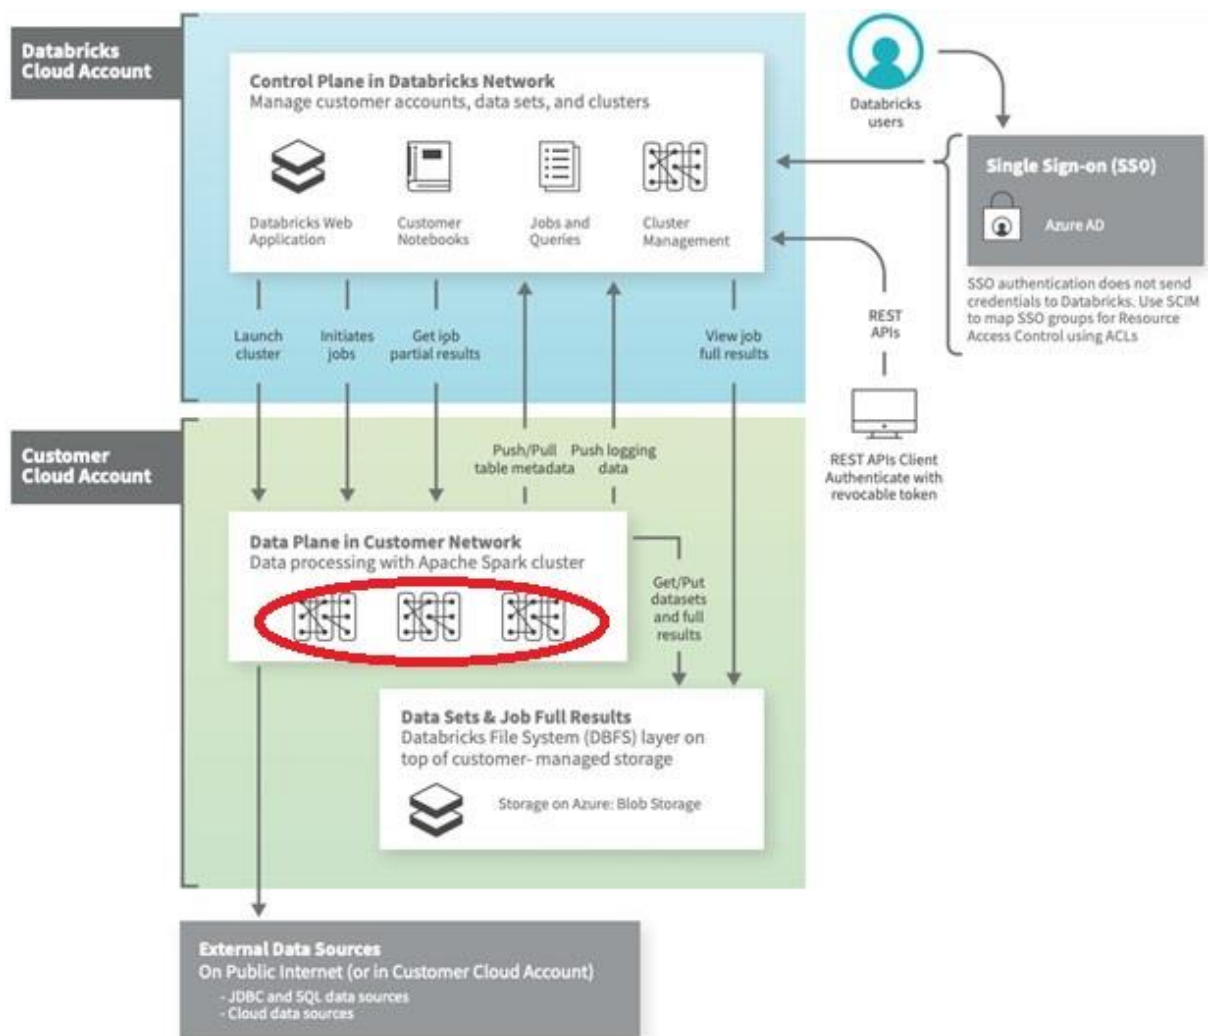 Databricks
Cloud Account
Control Plane in Databricks Network
Manage customer accounts, data sets, and clusters
Databricks Web
Application
Customer
Notebooks
Jobs and
Queries
Cluster
Management
Databricks
users
Single Sign-on (SSO)
Azure AD
SSO authentication does not send
credentials to Databricks. Use SCIM
to map SSO groups for Resource
Access Control using ACLs
Launch
cluster
Initiates
jobs
Get ipb
partial results
View job
full results
REST
APIs
REST APIs Client
Authenticate with
revocable token
Customer
Cloud Account
Push/Pull
table metadata
Push logging
data
Data Plane in Customer Network
Data processing with Apache Spark cluster
Get/Put
datasets
and full
results
Data Sets & Job Full Results
Databricks File System (DBFS) layer on
top of customer- managed storage
Storage on Azure: Blob Storage
External Data Sources
On Public Internet (or in Customer Cloud Account)
- JDBC and SQL data sources
- Cloud data sources